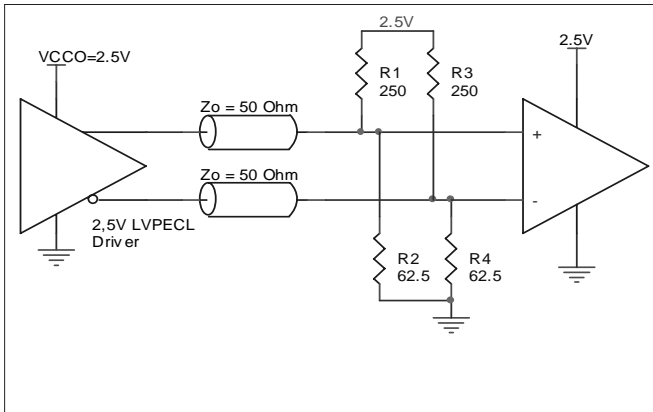 2.5V
VCCO=2.5V
2.5V
R1
250
R3
250
Zo = 50 Ohm
+
Zo = 50 Ohm
-
2,5V LVPECL
Driver
R2
62.5
R4
62.5